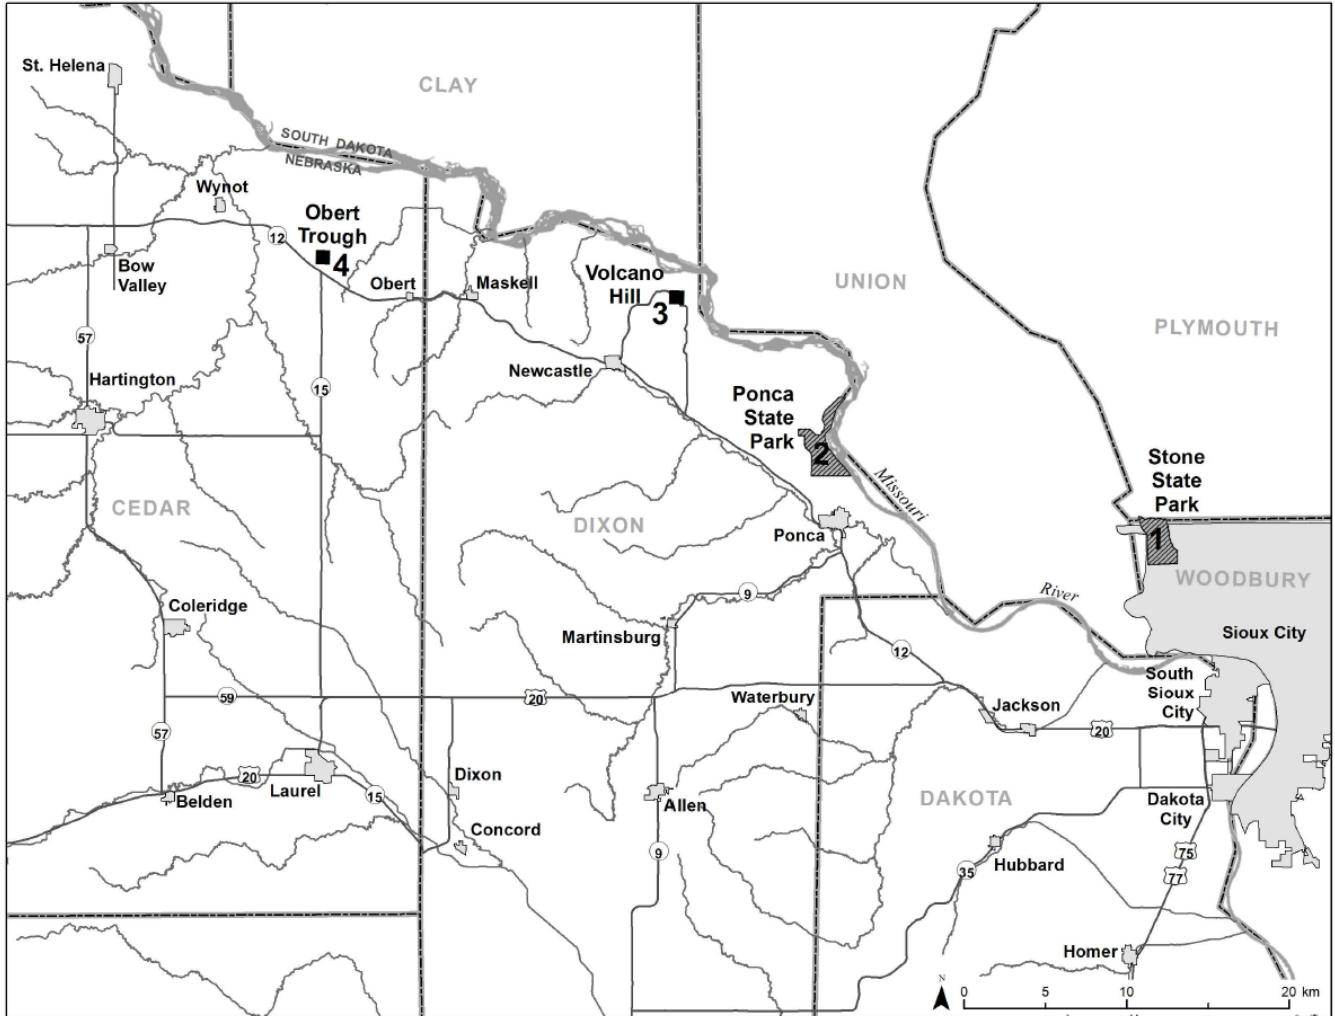 St. Helena
CLAY
SOUTH DAKOTA
NEBRASKA
Wynot
Obert
Trough
4
12
Bow
Valley
Obert
Maskell
Volcano
Hill
3
UNION
PLYMOUTH
57
Hartington
15
Newcastle
Ponca
State
Park
2
Missouri
Stone
State
Park
1
CEDAR
DIXON
Ponca
WOODBURY
River
Sioux City
Coleridge
9
Martinsburg
12
59
20
Waterbury
Jackson
South
Sioux
City
20
57
20
Belden
Laurel
15
Dixon
Concord
Allen
9
DAKOTA
Dakota
City
Hubbard
35
75
77
Homer
N
0 5 10 20 km